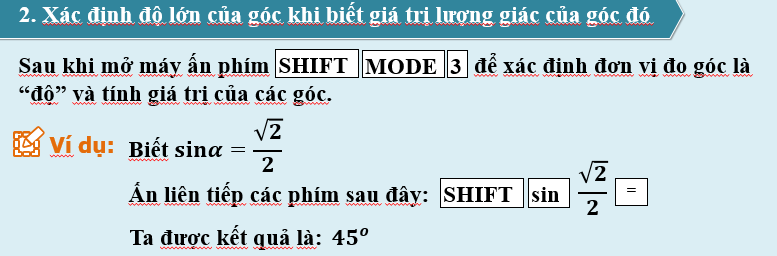 2. Xác định độ lớn của góc khi biết giá trị lượng giác của góc đó
Sau khi mở máy ấn phím SHIFT MODE 3 để xác định đơn vị đo góc là
“độ” và tính giá trị của các góc.
Ví dụ: Biết sinα = √2/2
Ấn liên tiếp các phím sau đây: SHIFT sin √2/2 =
Ta được kết quả là: 45°